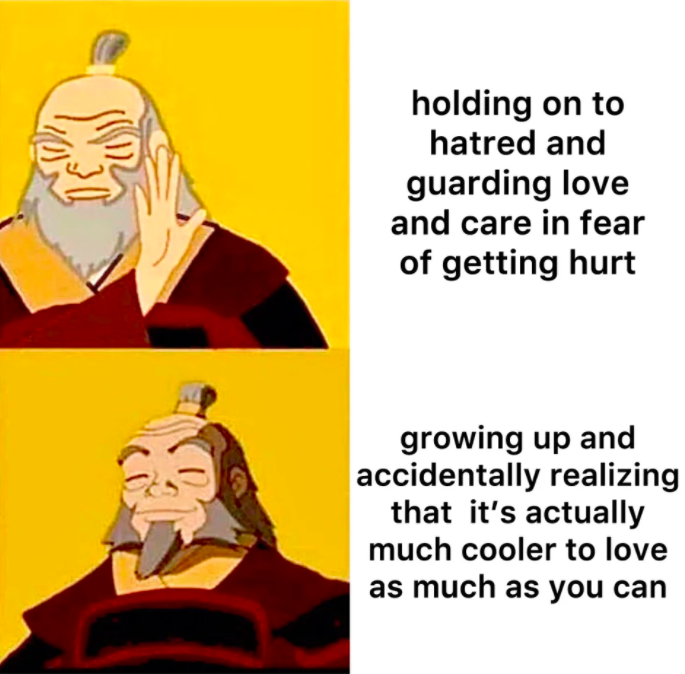 holding on to
hatred and
guarding love
and care in fear
of getting hurt
growing up and
accidentally realizing
that it's actually
much cooler to love
as much as you can